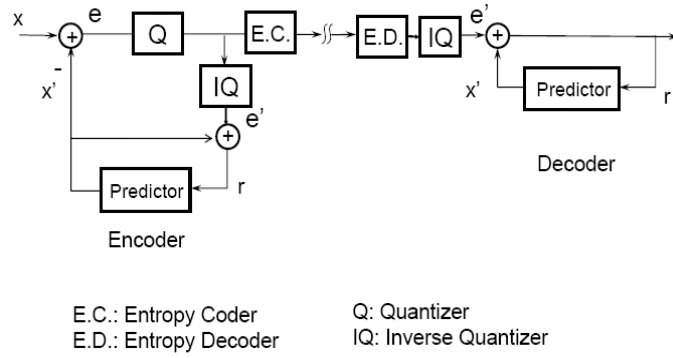 x
e
Q
E.C.
E.D.
IQ
e'
-
x'
IQ
e'
x'
Predictor
r
Predictor
r
Decoder
Encoder
E.C.: Entropy Coder
Q: Quantizer
E.D.: Entropy Decoder
IQ: Inverse Quantizer